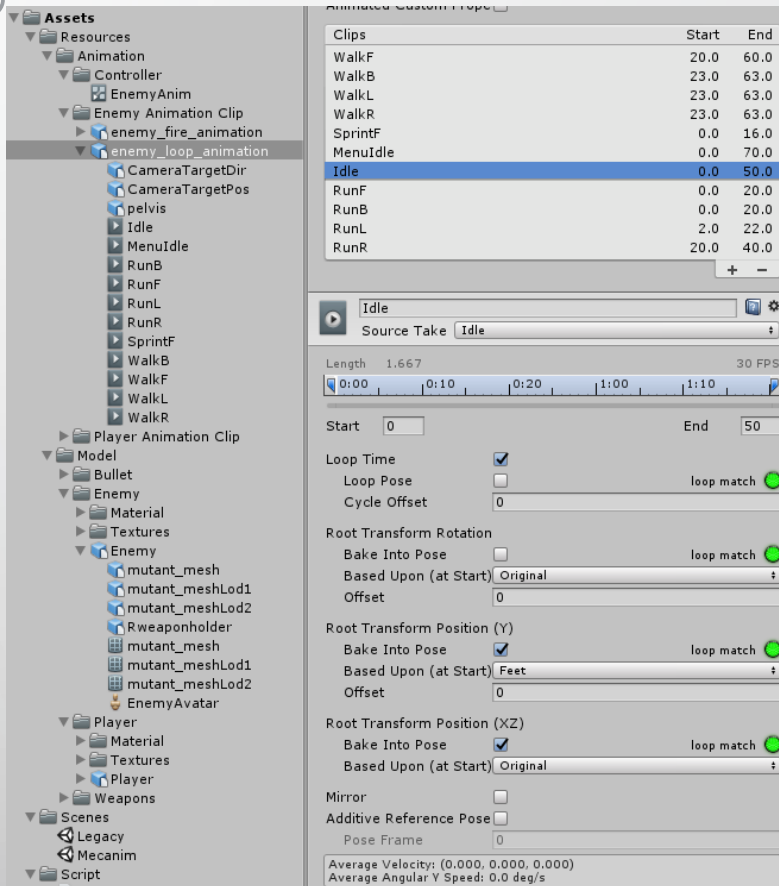 Assets
Resources
Animation
Controller
EnemyAnim
Enemy Animation Clip
enemy_fire_animation
enemy_loop_animation
CameraTargetDir
CameraTargetPos
pelvis
Idle
MenuIdle
RunB
RunF
RunL
RunR
SprintF
WalkB
WalkF
WalkL
WalkR
Player Animation Clip
Model
Bullet
Enemy
Material
Textures
Enemy
mutant_mesh
mutant_meshLod1
mutant_meshLod2
Rweaponholder
mutant_mesh
mutant_meshLod1
mutant_meshLod2
EnemyAvatar
Player
Material
Textures
Player
Weapons
Scenes
Legacy
Mecanim
Script
Animated Custom Prope
Clips Start End
WalkF 20.0 60.0
WalkB 23.0 63.0
WalkL 23.0 63.0
WalkR 23.0 63.0
SprintF 0.0 16.0
MenuIdle 0.0 70.0
Idle 0.0 50.0
RunF 0.0 20.0
RunB 0.0 20.0
RunL 2.0 22.0
RunR 20.0 40.0
+ −
Idle
Source Take Idle
Length 1.667 30 FPS
0:00 0:10 0:20 1:00 1:10
Start 0 End 50
Loop Time
Loop Pose loop match
Cycle Offset 0
Root Transform Rotation
Bake Into Pose loop match
Based Upon (at Start) Original
Offset 0
Root Transform Position (Y)
Bake Into Pose loop match
Based Upon (at Start) Feet
Offset 0
Root Transform Position (XZ)
Bake Into Pose loop match
Based Upon (at Start) Original
Mirror
Additive Reference Pose
Pose Frame 0
Average Velocity: (0.000, 0.000, 0.000)
Average Angular Y Speed: 0.0 deg/s